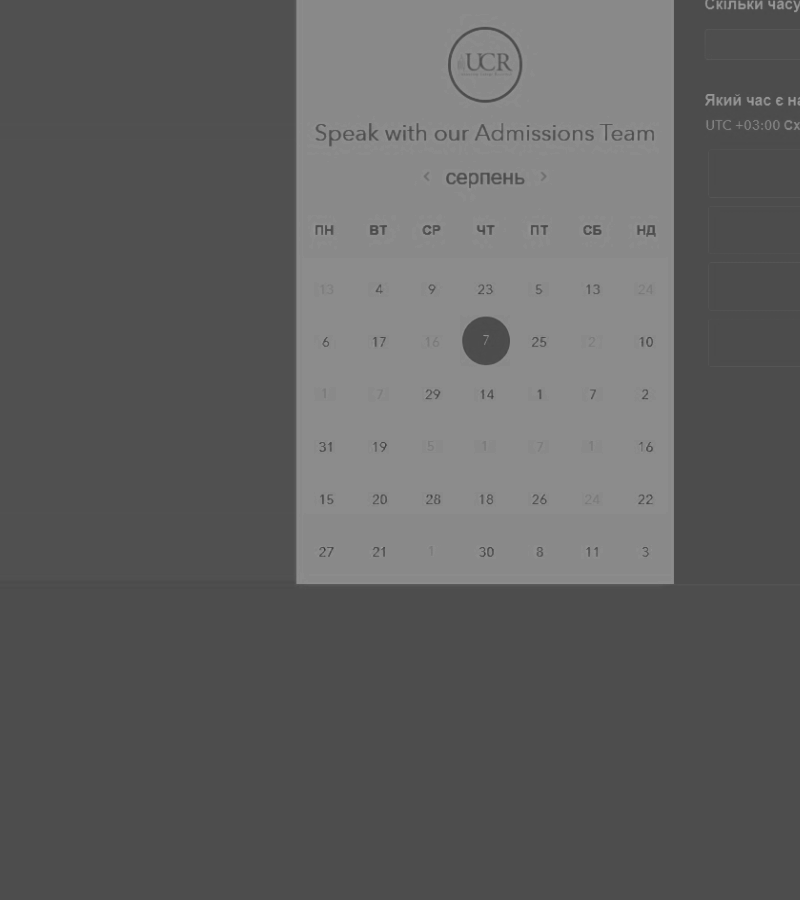 Скільки часу
UCR
Speak with our Admissions Team
‹ серпень ›
Який час є на
UTC +03:00 Сх
ПН ВТ СР ЧТ ПТ СБ НД
13 4 9 23 5 13 24
6 17 16 7 25 2 10
1 7 29 14 1 7 2
31 19 5 1 7 1 16
15 20 28 18 26 24 22
27 21 1 30 8 11 3